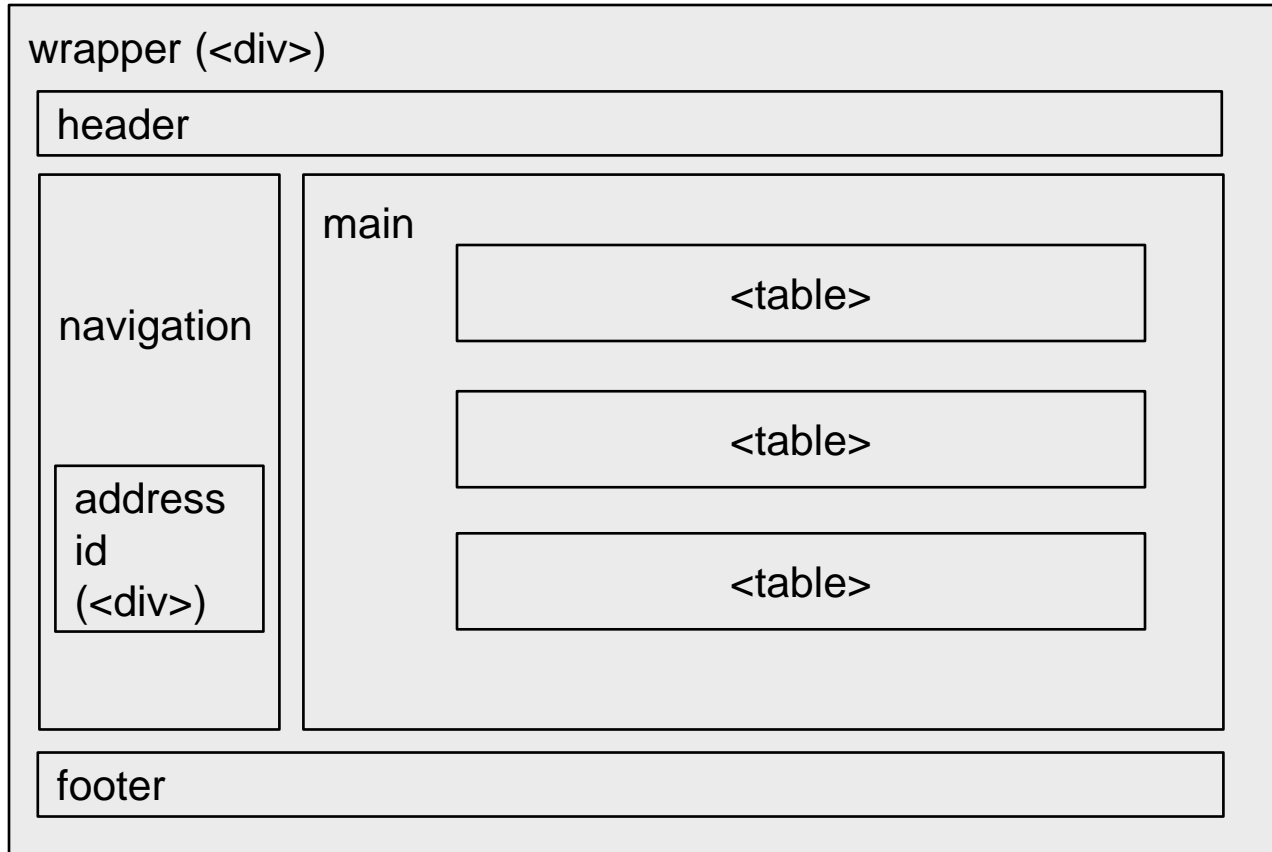 wrapper (<div>)
header
navigation
address
id
(<div>)
main
<table>
<table>
<table>
footer